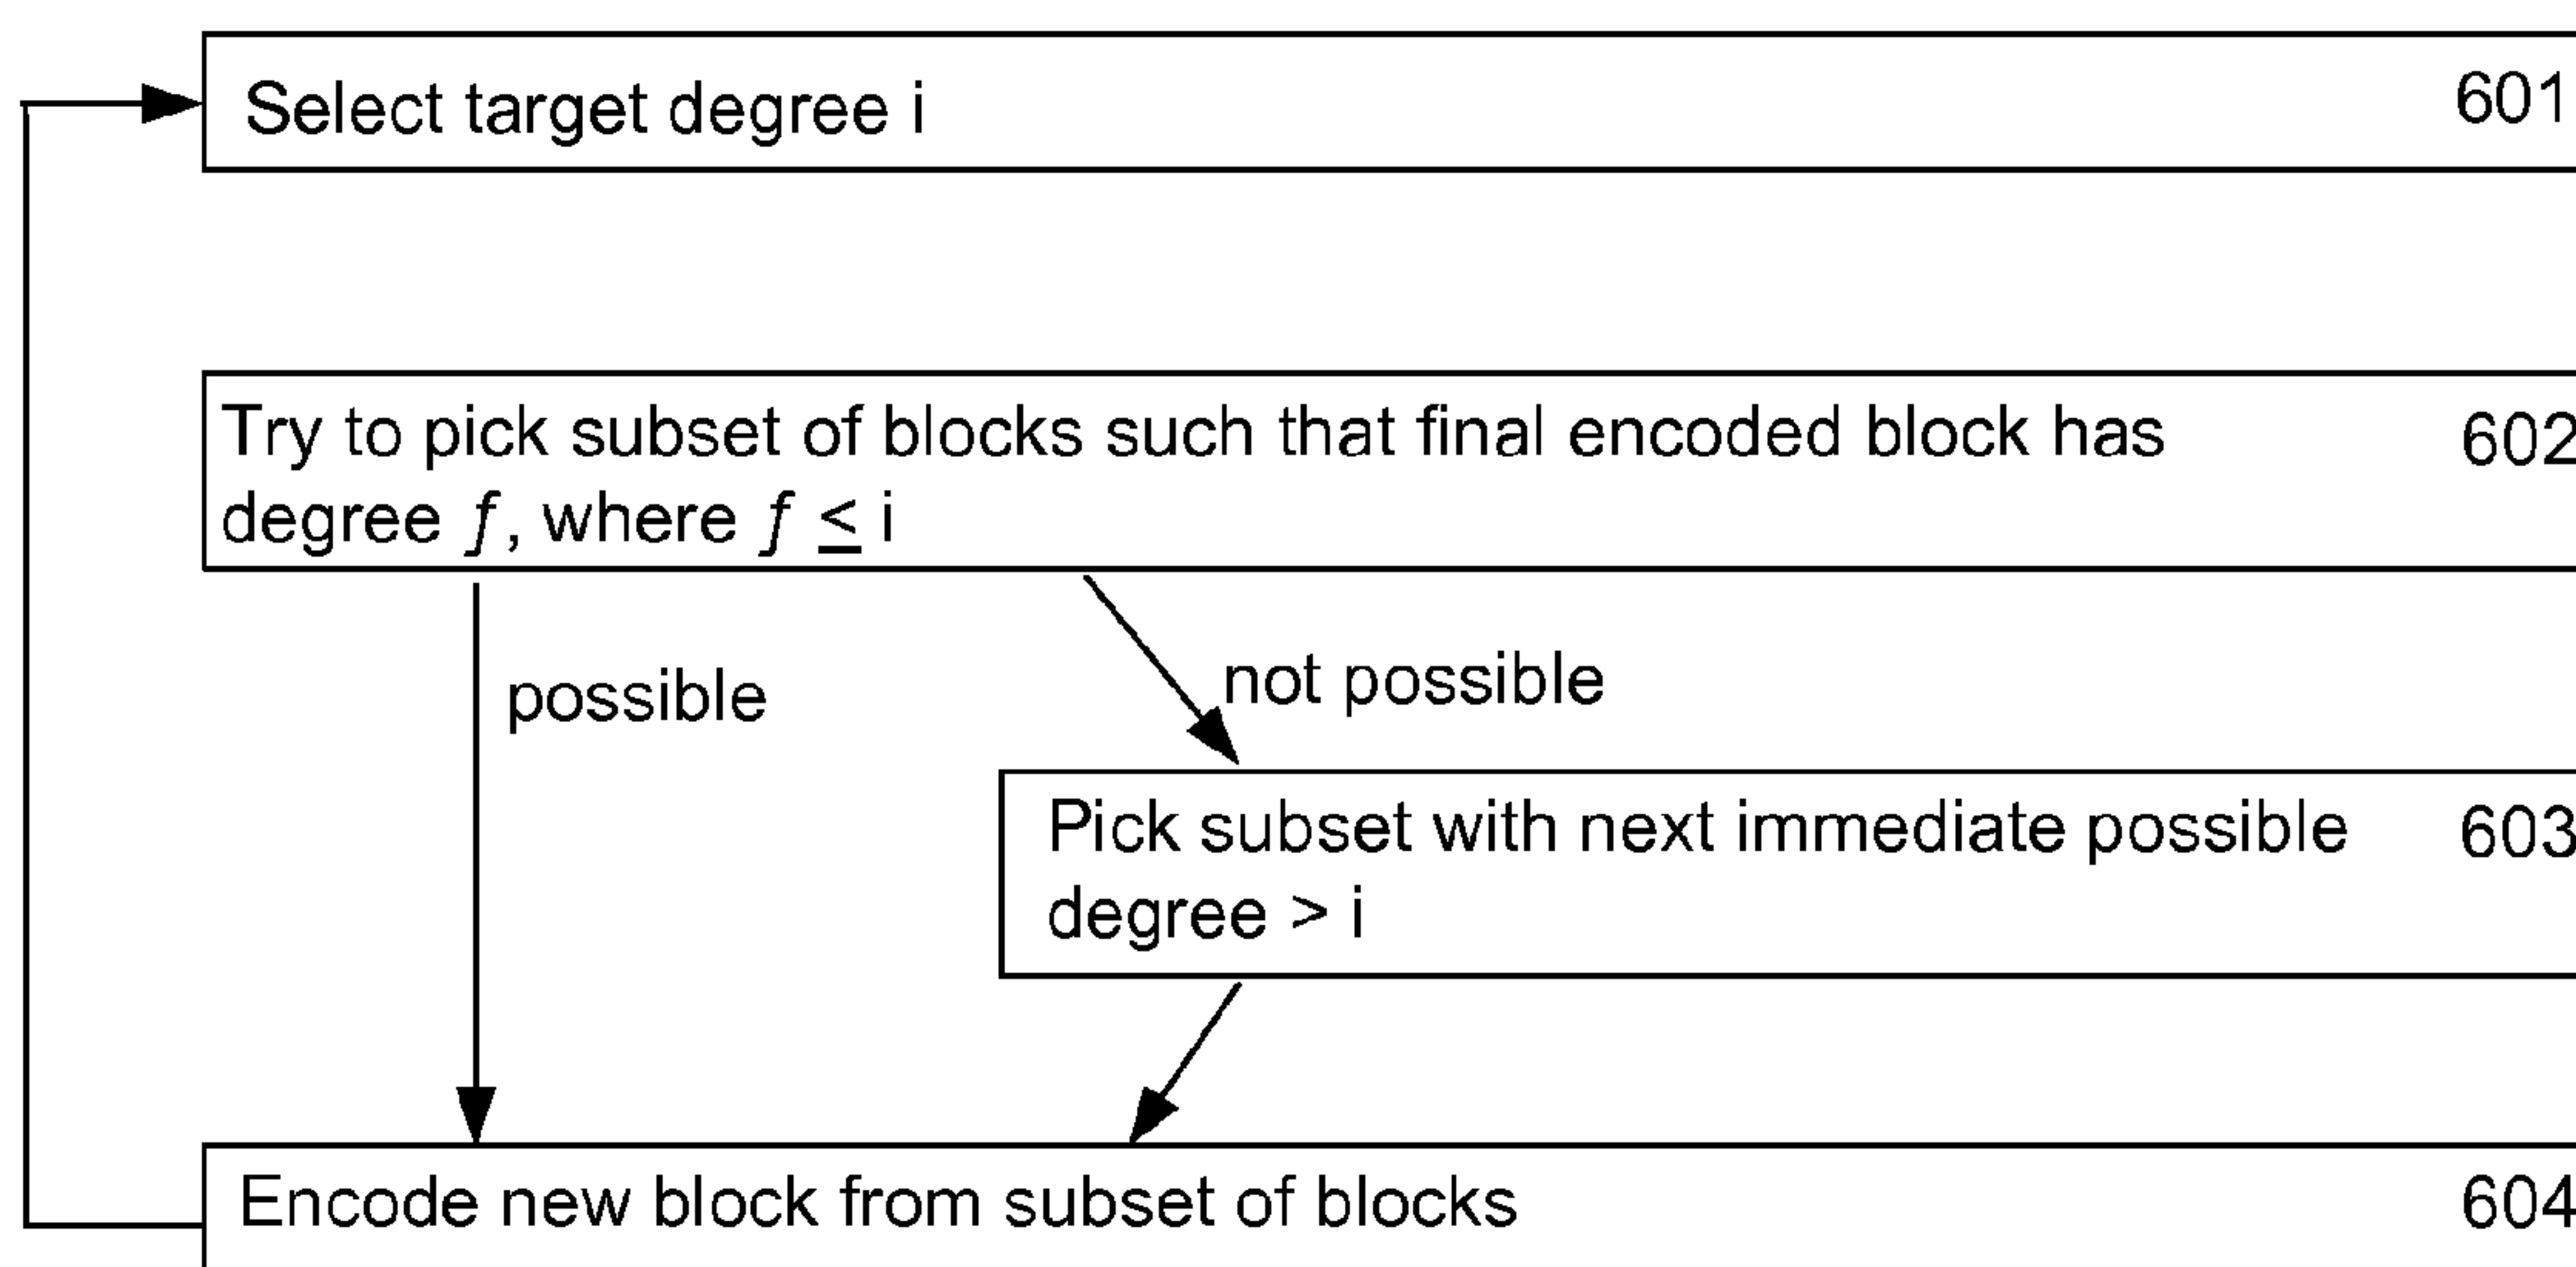 Select target degree i 601
Try to pick subset of blocks such that final encoded block has 602
degree ƒ, where ƒ ≤ i
possible
not possible
Pick subset with next immediate possible 603
degree > i
Encode new block from subset of blocks 604